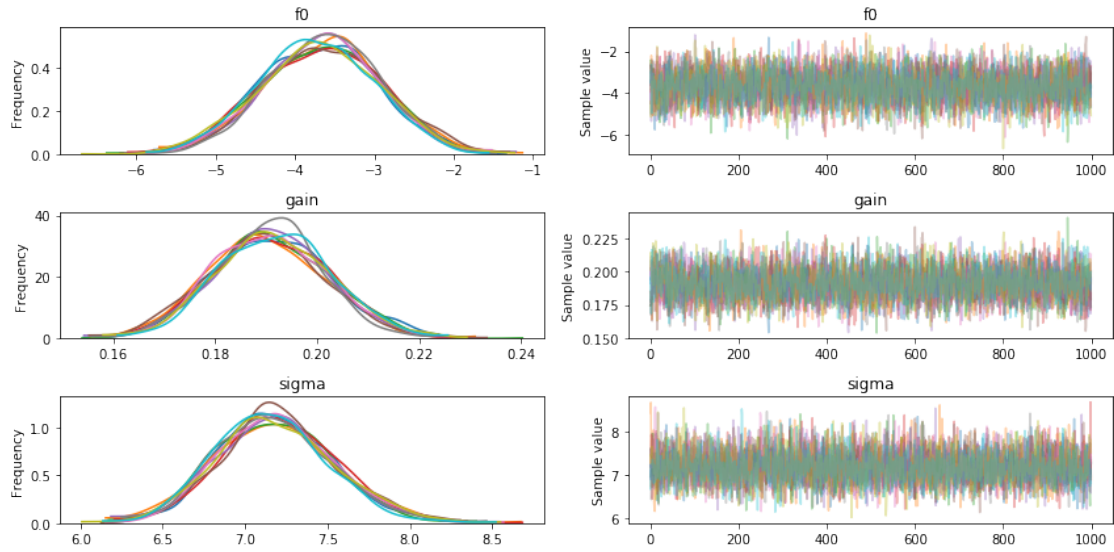 f0
Frequency
0.4
0.2
0.0
−6 −5 −4 −3 −2 −1
f0
Sample value
−2
−4
−6
0 200 400 600 800 1000
gain
Frequency
40
20
0
0.16 0.18 0.20 0.22 0.24
gain
Sample value
0.225
0.200
0.175
0.150
0 200 400 600 800 1000
sigma
Frequency
1.0
0.5
0.0
6.0 6.5 7.0 7.5 8.0 8.5
sigma
Sample value
8
7
6
0 200 400 600 800 1000